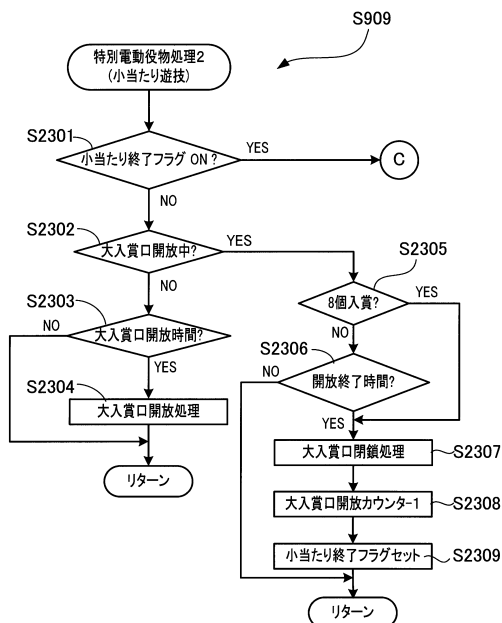 S909
特別電動役物処理2
(小当たり遊技)
S2301
小当たり終了フラグ ON?
YES
C
NO
S2302
大入賞口開放中?
YES
NO
S2305
8個入賞?
YES
NO
S2303
NO
大入賞口開放時間?
YES
S2306
NO
開放終了時間?
YES
S2304
大入賞口開放処理
リターン
大入賞口閉鎖処理
S2307
大入賞口開放カウンタ-1
S2308
小当たり終了フラグセット
S2309
リターン